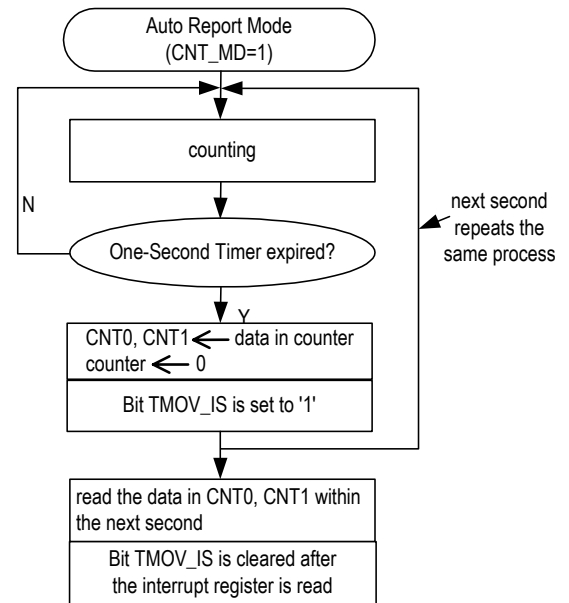 Auto Report Mode
(CNT_MD=1)
counting
N
next second
repeats the
same process
One-Second Timer expired?
Y
CNT0, CNT1 ← data in counter
counter ← 0
Bit TMOV_IS is set to '1'
read the data in CNT0, CNT1 within
the next second
Bit TMOV_IS is cleared after
the interrupt register is read